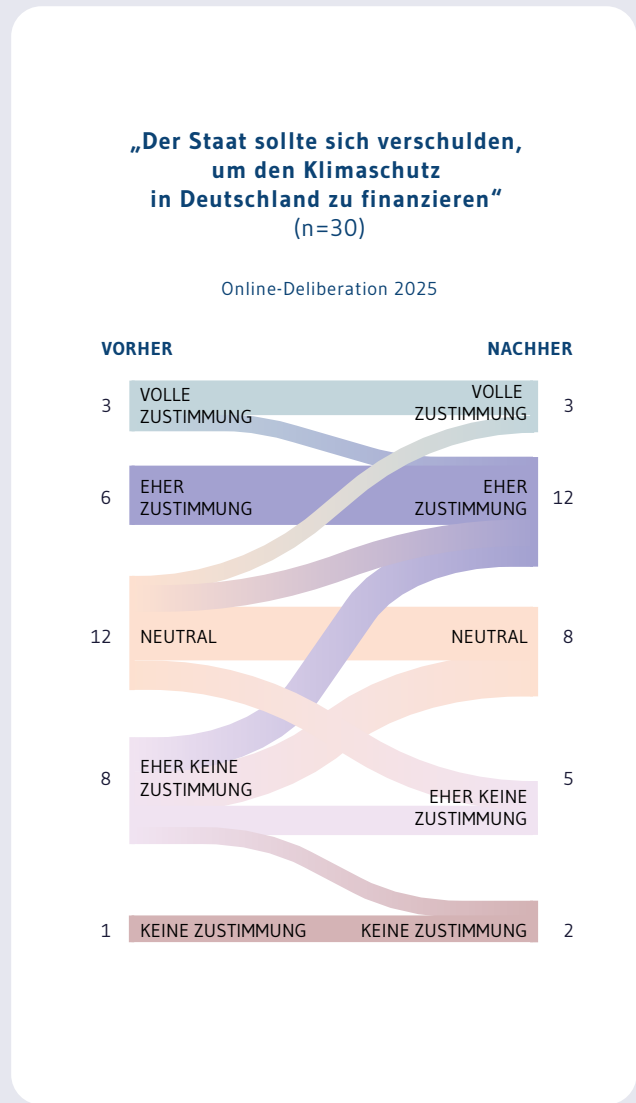 „Der Staat sollte sich verschulden,
um den Klimaschutz
in Deutschland zu finanzieren“
(n=30)
Online-Deliberation 2025
VORHER
NACHHER
3
VOLLE
ZUSTIMMUNG
VOLLE
ZUSTIMMUNG
3
6
EHER
ZUSTIMMUNG
EHER
ZUSTIMMUNG
12
12
NEUTRAL
NEUTRAL
8
8
EHER KEINE
ZUSTIMMUNG
EHER KEINE
ZUSTIMMUNG
5
1
KEINE ZUSTIMMUNG
KEINE ZUSTIMMUNG
2